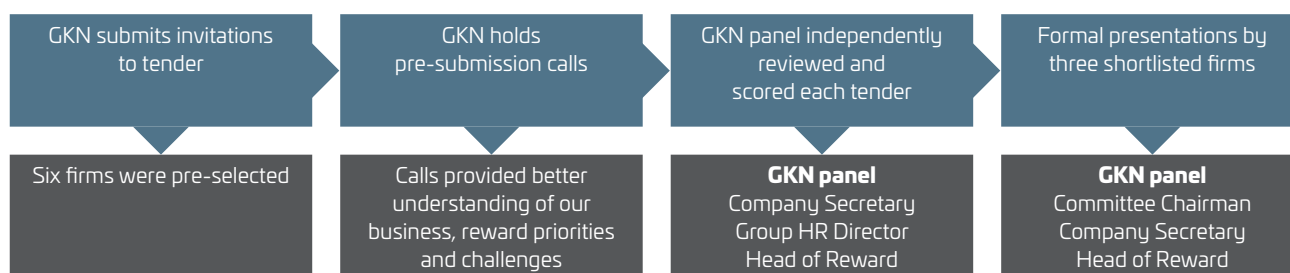 GKN submits invitations
to tender
GKN holds
pre-submission calls
GKN panel independently
reviewed and
scored each tender
Formal presentations by
three shortlisted firms
Six firms were pre-selected
Calls provided better
understanding of our
business, reward priorities
and challenges
GKN panel
Company Secretary
Group HR Director
Head of Reward
GKN panel
Committee Chairman
Company Secretary
Head of Reward